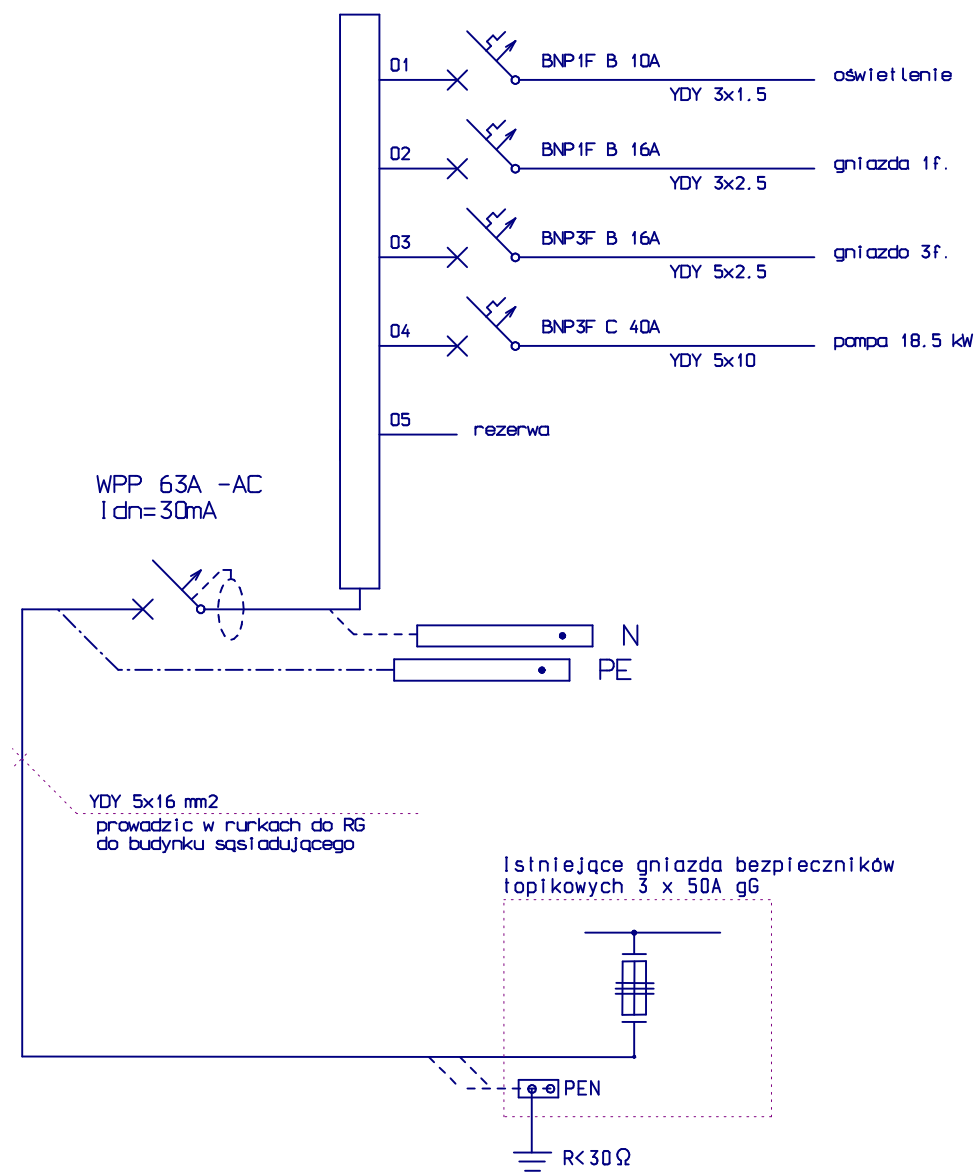 01
BNP1F B 10A
oświetlenie
YDY 3x1.5
02
BNP1F B 16A
gniazda 1f.
YDY 3x2.5
03
BNP3F B 16A
gniazdo 3f.
YDY 5x2.5
04
BNP3F C 40A
pompa 18.5 kW
YDY 5x10
05
rezerwa
WPP 63A -AC
Idn=30mA
N
PE
YDY 5x16 mm2
prowadzic w rurkach do RG
do budynku sąsiadującego
Istniejące gniazda bezpieczników
topikowych 3 x 50A gG
PEN
R<30Ω